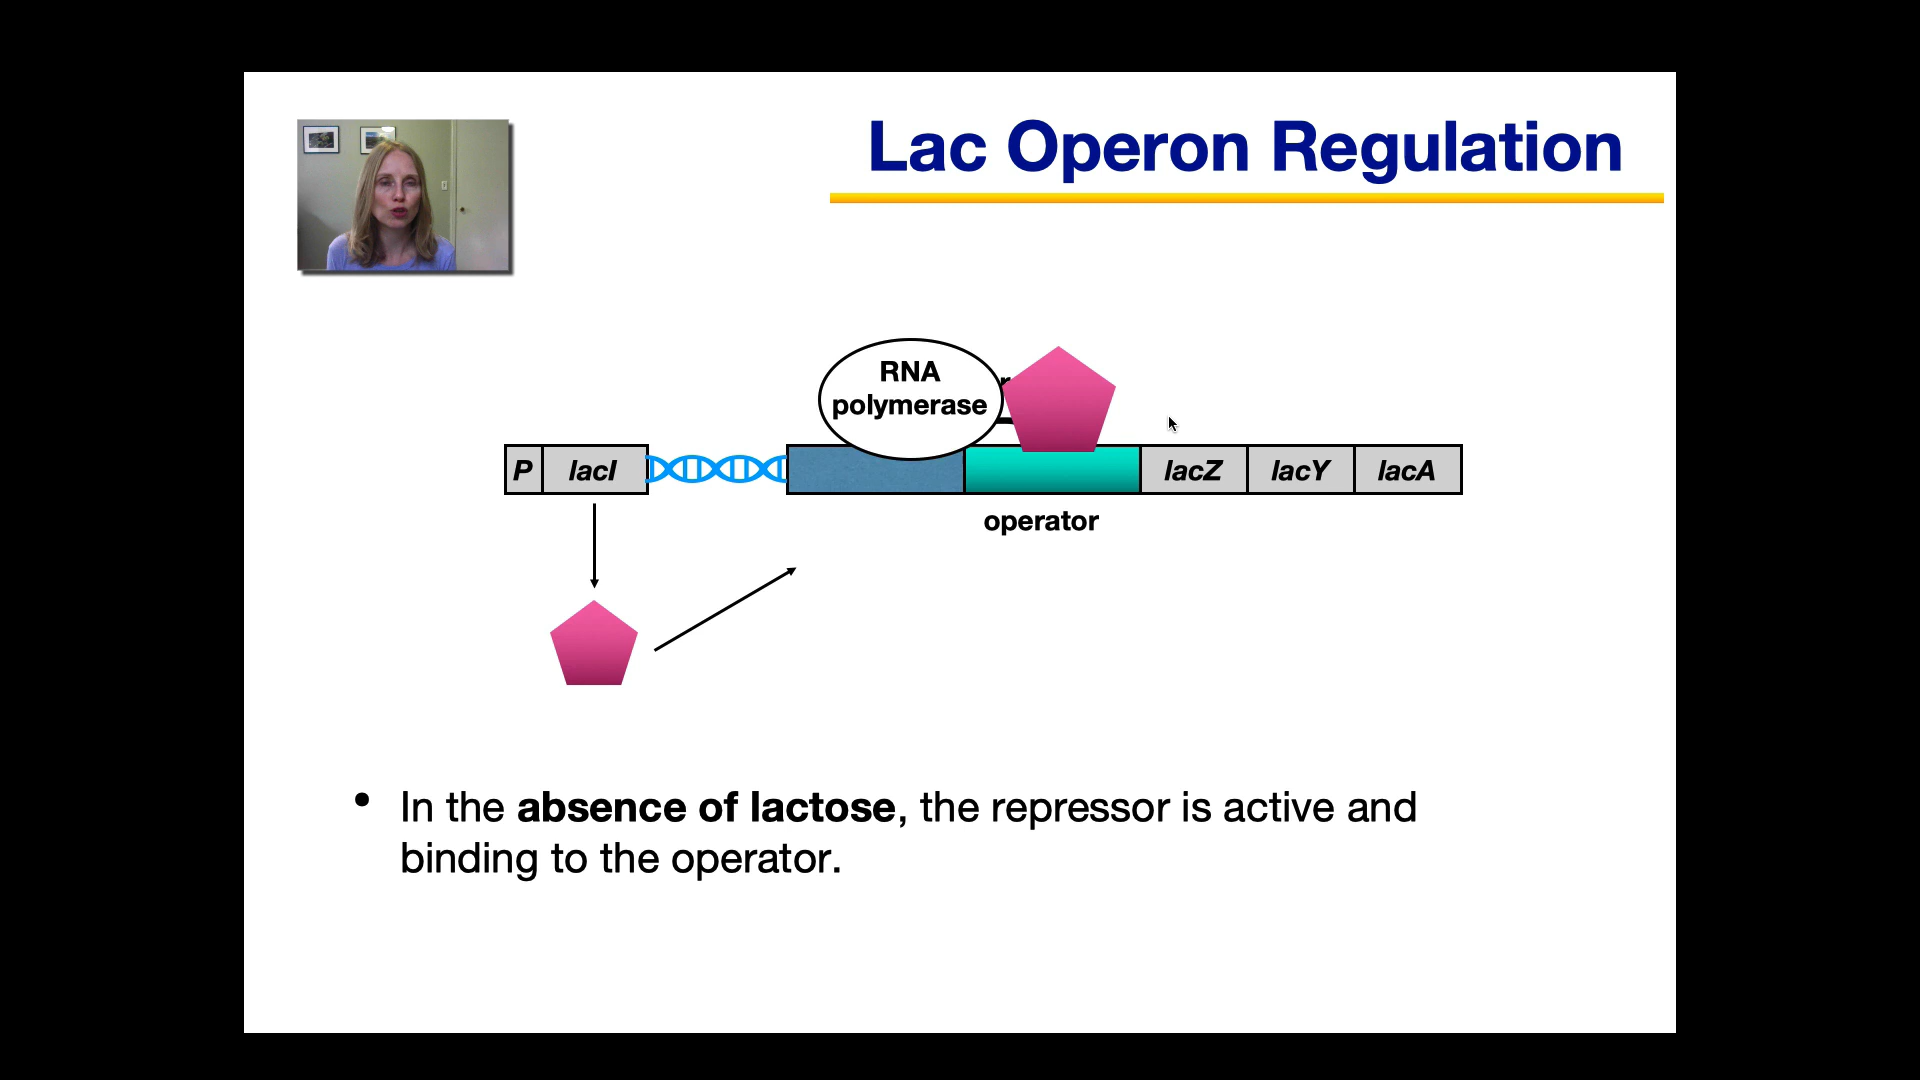 Lac Operon Regulation
RNA
polymerase
P
lacI
lacZ
lacY
lacA
operator
• In the absence of lactose, the repressor is active and
binding to the operator.